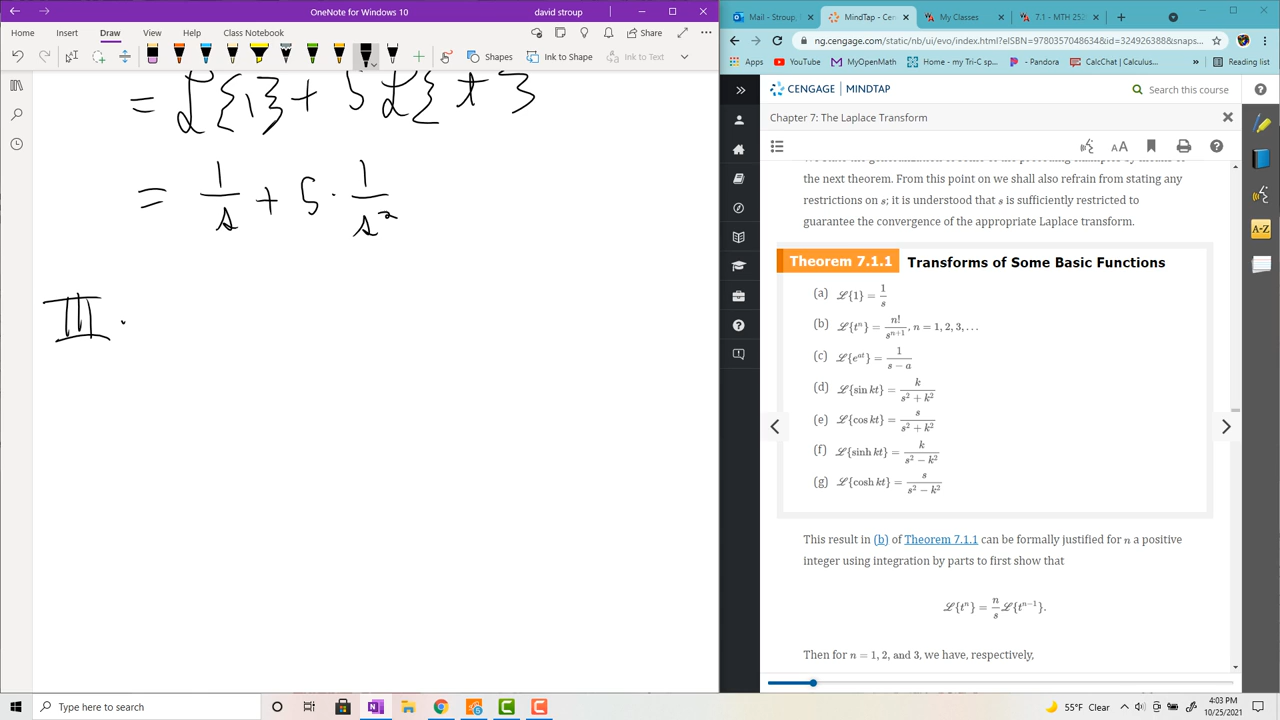 OneNote for Windows 10
david stroup
Home Insert Draw View Help Class Notebook Share
Shapes Ink to Shape Ink to Text
= ℒ{1} + 5 ℒ{t}
= 1/s + 5 · 1/s²
III.
Mail - Stroup, D
MindTap - Cen
My Classes
7.1 - MTH 252
ng.cengage.com/static/nb/ui/evo/index.html?eISBN=9780357048634&id=324926388&snaps...
Apps YouTube MyOpenMath Home - my Tri-C sp... - Pandora CalcChat | Calculus... Reading list
CENGAGE | MINDTAP
Search this course
Chapter 7: The Laplace Transform
the next theorem. From this point on we shall also refrain from stating any
restrictions on s; it is understood that s is sufficiently restricted to
guarantee the convergence of the appropriate Laplace transform.
Theorem 7.1.1 Transforms of Some Basic Functions
(a) ℒ{1} = 1/s
(b) ℒ{tⁿ} = n!/sⁿ⁺¹, n = 1, 2, 3, …
(c) ℒ{eᵃᵗ} = 1/(s − a)
(d) ℒ{sin kt} = k/(s² + k²)
(e) ℒ{cos kt} = s/(s² + k²)
(f) ℒ{sinh kt} = k/(s² − k²)
(g) ℒ{cosh kt} = s/(s² − k²)
This result in (b) of Theorem 7.1.1 can be formally justified for n a positive
integer using integration by parts to first show that
ℒ{tⁿ} = n/s ℒ{tⁿ⁻¹}.
Then for n = 1, 2, and 3, we have, respectively,
A-Z
Type here to search
55°F Clear
4:03 PM
10/25/2021